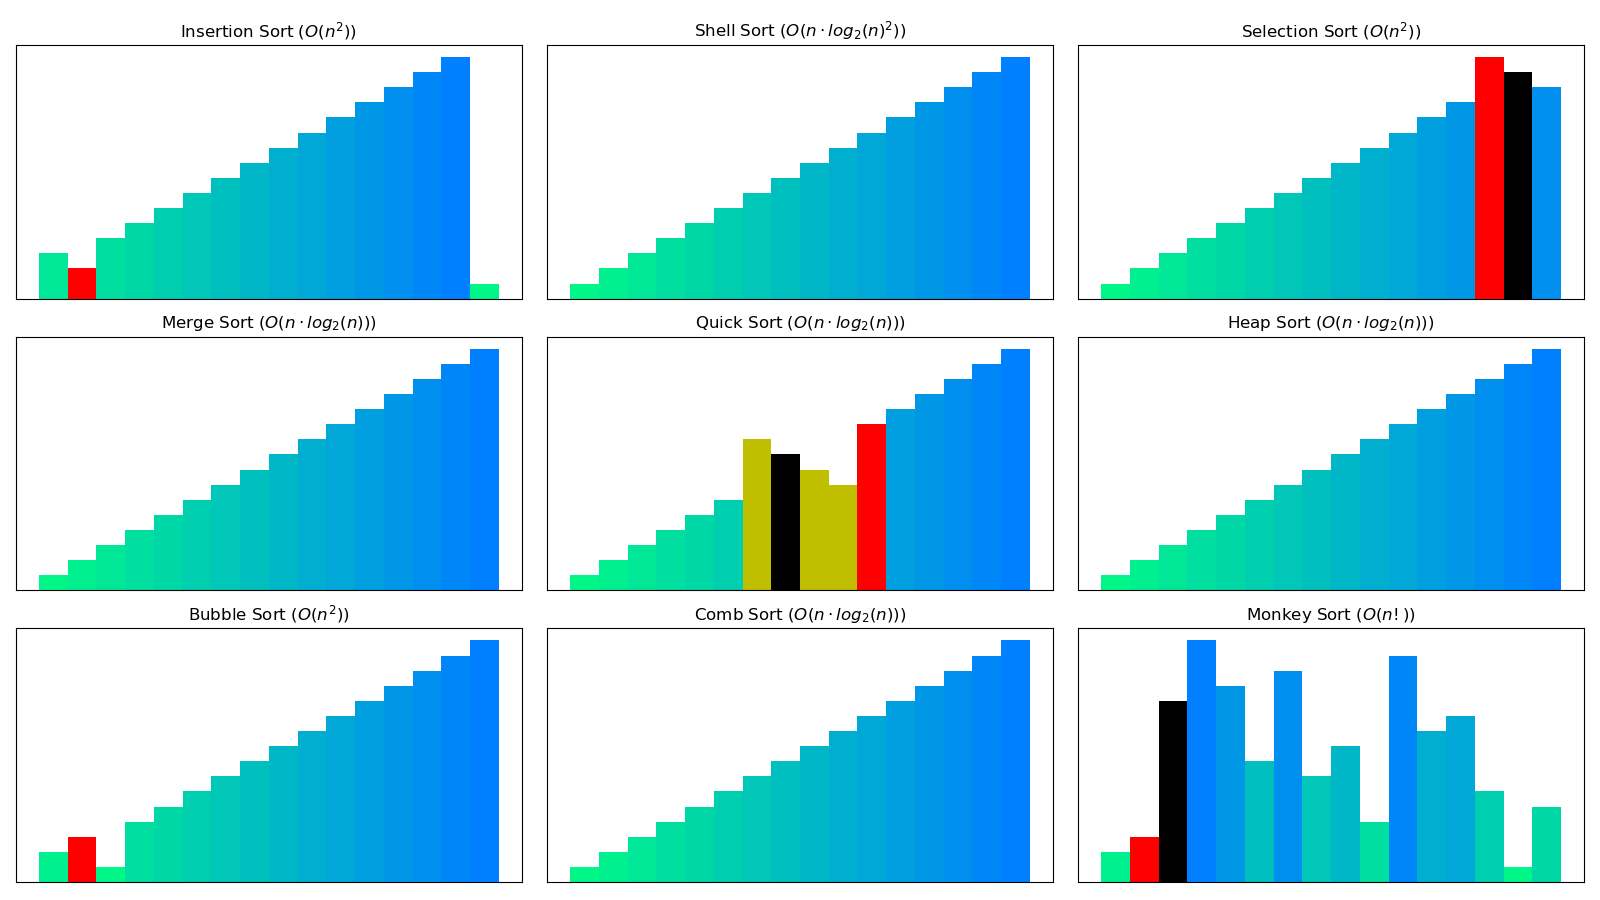 Insertion Sort (O(n²))
Shell Sort (O(n · log₂(n)²))
Selection Sort (O(n²))
Merge Sort (O(n · log₂(n)))
Quick Sort (O(n · log₂(n)))
Heap Sort (O(n · log₂(n)))
Bubble Sort (O(n²))
Comb Sort (O(n · log₂(n)))
Monkey Sort (O(n!))